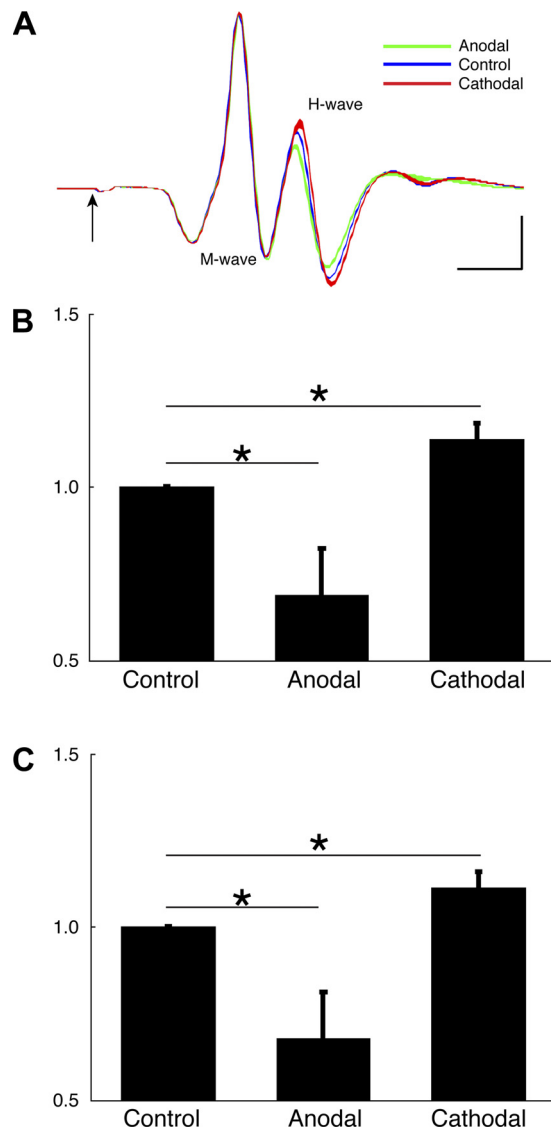 A
Anodal
Control
Cathodal
H-wave
M-wave
B
1.5
*
*
1.0
0.5
Control Anodal Cathodal
C
1.5
*
*
1.0
0.5
Control Anodal Cathodal